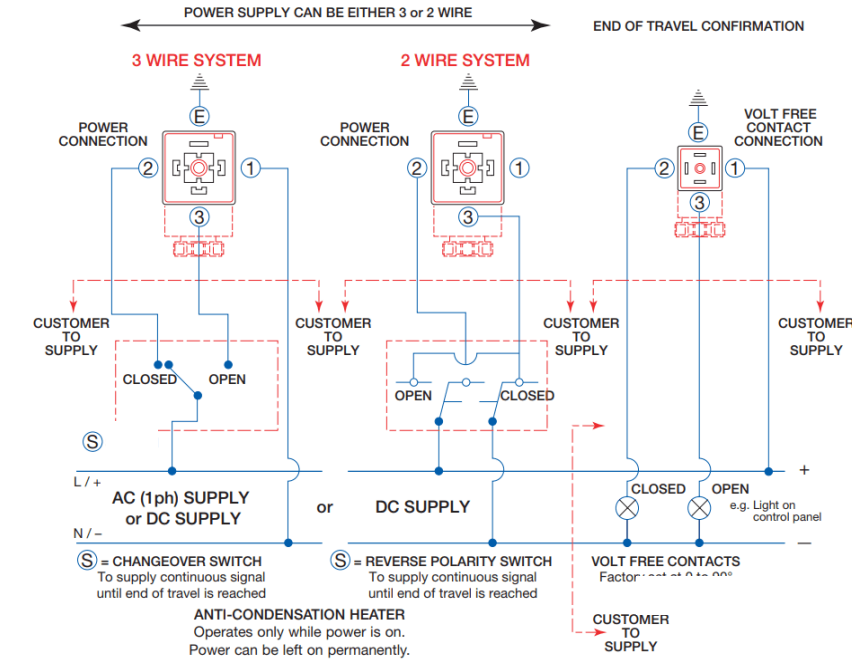 POWER SUPPLY CAN BE EITHER 3 or 2 WIRE
END OF TRAVEL CONFIRMATION
3 WIRE SYSTEM
2 WIRE SYSTEM
E
E
E
POWER
CONNECTION
POWER
CONNECTION
VOLT FREE
CONTACT
CONNECTION
2
1
2
1
2
1
3
3
3
CUSTOMER
TO
SUPPLY
CUSTOMER
TO
SUPPLY
CUSTOMER
TO
SUPPLY
CUSTOMER
TO
SUPPLY
CLOSED
OPEN
OPEN
CLOSED
S
L / +
+
AC (1ph) SUPPLY
or DC SUPPLY
or
DC SUPPLY
CLOSED
OPEN
e.g. Light on
control panel
N / –
–
S = CHANGEOVER SWITCH
To supply continuous signal
until end of travel is reached
S = REVERSE POLARITY SWITCH
To supply continuous signal
until end of travel is reached
VOLT FREE CONTACTS
ANTI-CONDENSATION HEATER
Operates only while power is on.
Power can be left on permanently.
CUSTOMER
TO
SUPPLY